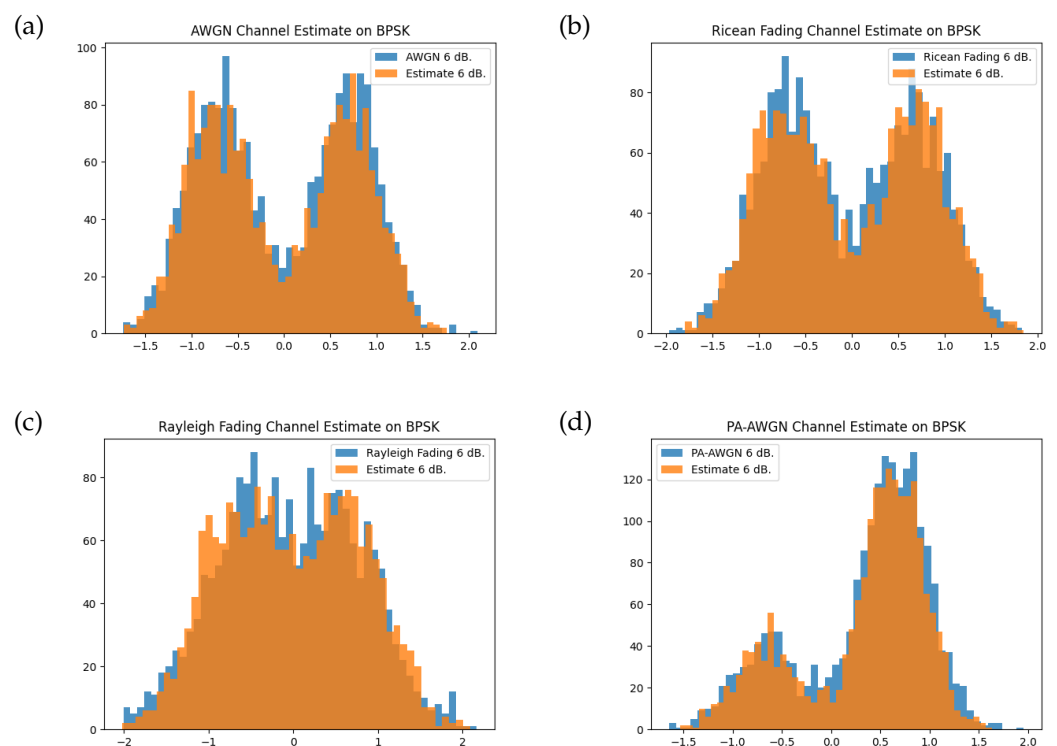 (a)
AWGN Channel Estimate on BPSK
AWGN 6 dB.
Estimate 6 dB.
100
80
60
40
20
0
−1.5 −1.0 −0.5 0.0 0.5 1.0 1.5 2.0
(b)
Ricean Fading Channel Estimate on BPSK
Ricean Fading 6 dB.
Estimate 6 dB.
80
60
40
20
0
−2.0 −1.5 −1.0 −0.5 0.0 0.5 1.0 1.5 2.0
(c)
Rayleigh Fading Channel Estimate on BPSK
Rayleigh Fading 6 dB.
Estimate 6 dB.
80
60
40
20
0
−2 −1 0 1 2
(d)
PA-AWGN Channel Estimate on BPSK
PA-AWGN 6 dB.
Estimate 6 dB.
120
100
80
60
40
20
0
−1.5 −1.0 −0.5 0.0 0.5 1.0 1.5 2.0